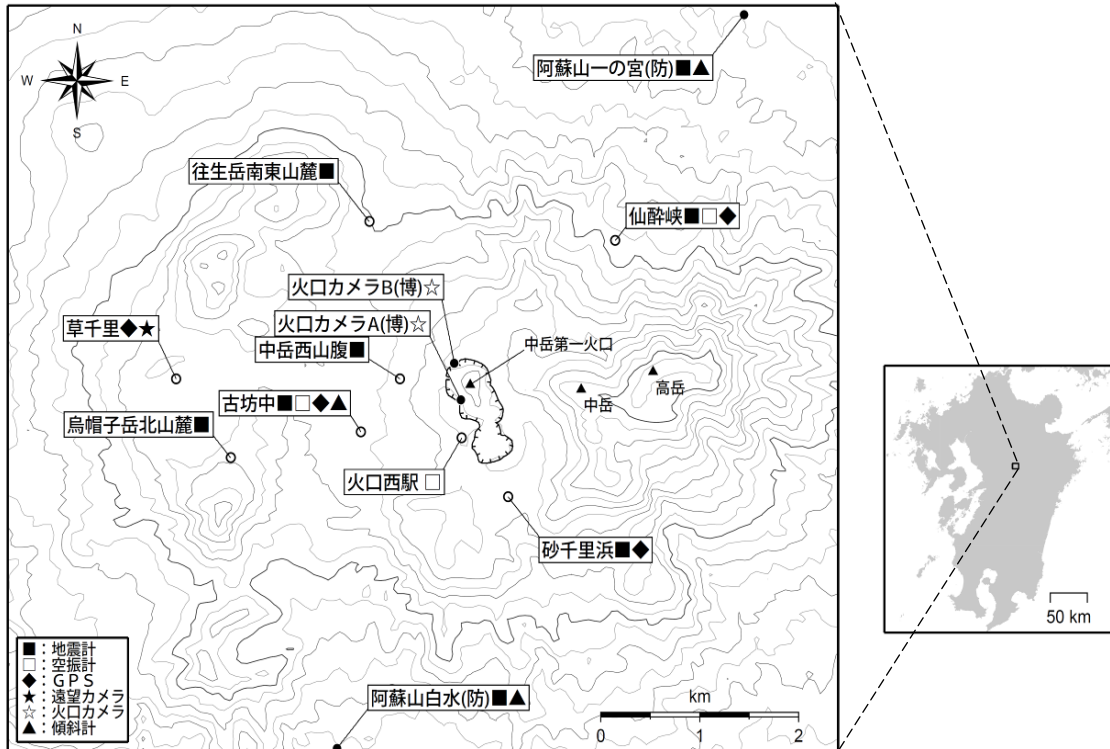 N
W E
S
阿蘇山一の宮(防)■▲
往生岳南東山麓■
仙酔峡■□◆
火口カメラB(博)☆
火口カメラA(博)☆
草千里◆★
中岳西山腹■
中岳第一火口
高岳
中岳
古坊中■□◆▲
烏帽子岳北山麓■
火口西駅 □
砂千里浜■◆
阿蘇山白水(防)■▲
■：地震計
□：空振計
◆：ＧＰＳ
★：遠望カメラ
☆：火口カメラ
▲：傾斜計
km
0 1 2
50 km